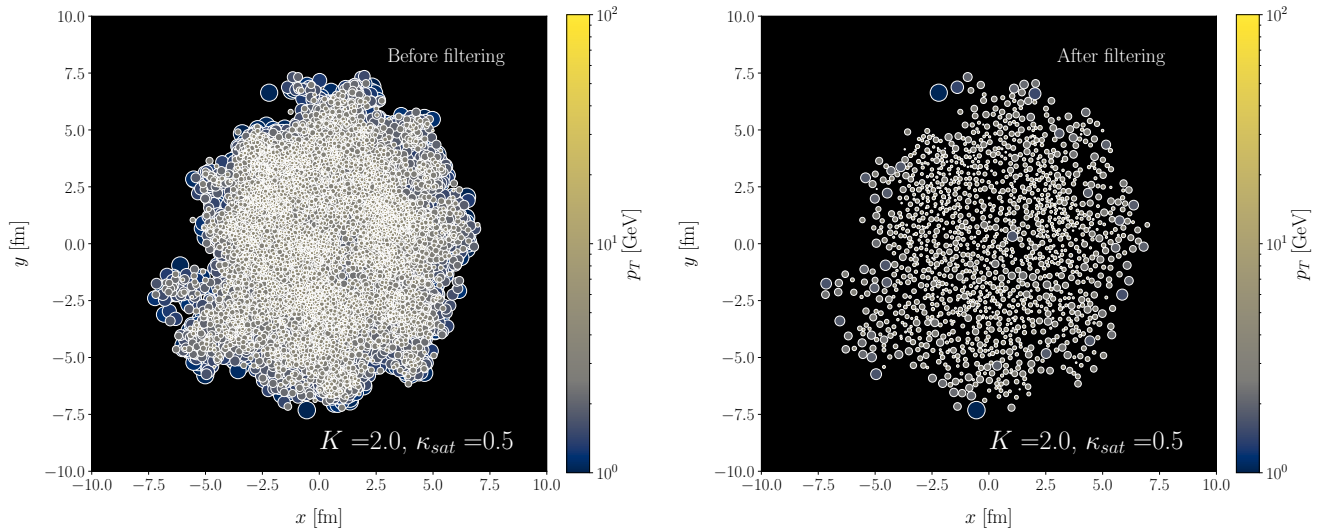 Before filtering
K =2.0, κsat =0.5
10.0
7.5
5.0
2.5
0.0
−2.5
−5.0
−7.5
−10.0
−10.0 −7.5 −5.0 −2.5 0.0 2.5 5.0 7.5 10.0
x [fm]
y [fm]
10²
10¹
10⁰
pT [GeV]
After filtering
K =2.0, κsat =0.5
10.0
7.5
5.0
2.5
0.0
−2.5
−5.0
−7.5
−10.0
−10.0 −7.5 −5.0 −2.5 0.0 2.5 5.0 7.5 10.0
x [fm]
y [fm]
10²
10¹
10⁰
pT [GeV]